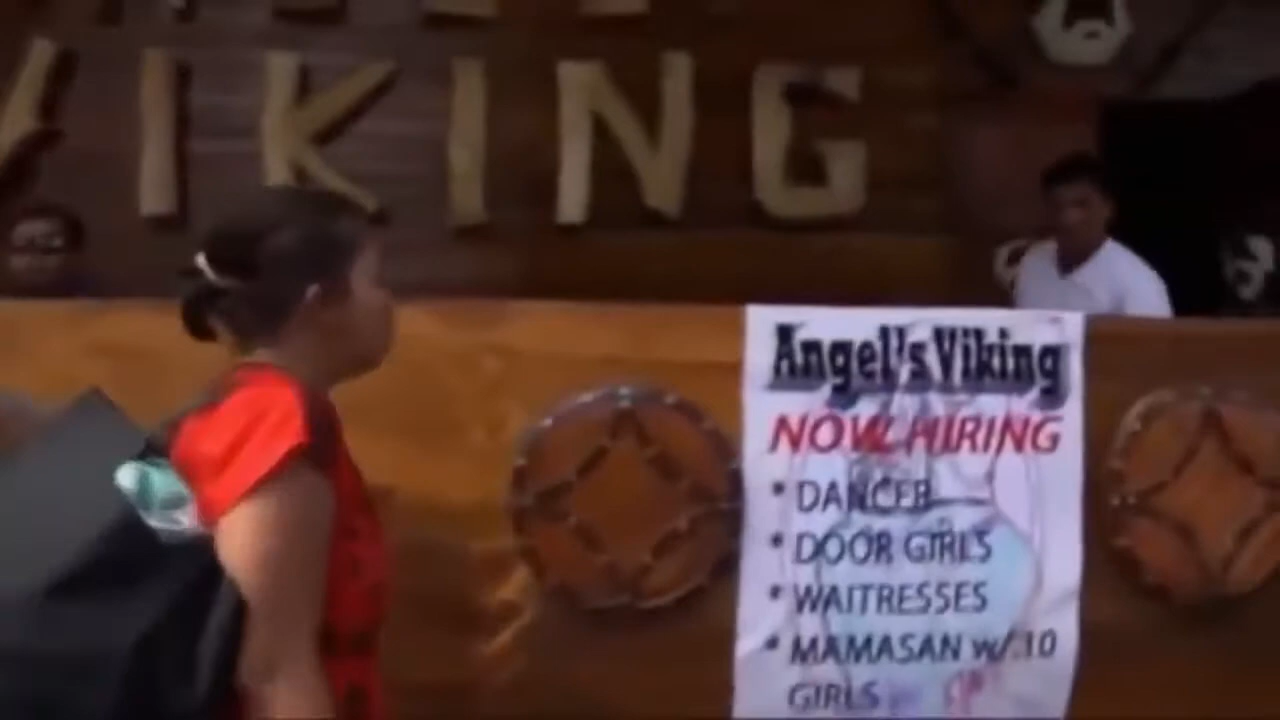 VIKING
Angel's Viking
NOW HIRING
* DANCER
* DOOR GIRLS
* WAITRESSES
* MAMASAN w/ 10
GIRLS